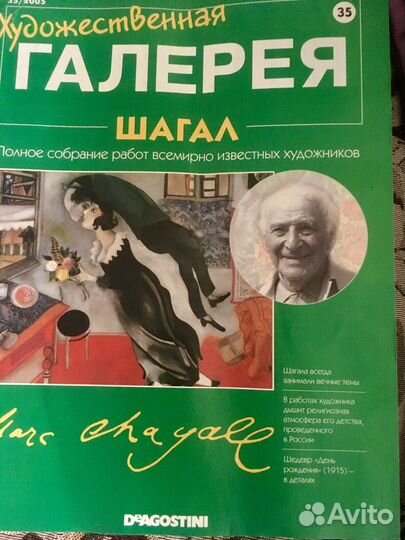 35/2005
Художественная
35
ГАЛЕРЕЯ
ШАГАЛ
Полное собрание работ всемирно известных художников
Шагала всегда
занимали вечные темы
В работах художника
дышит религиозная
атмосфера его детства,
проведенного
в России
Шедевр «День
рождения» (1915) –
в деталях
Marc Chagall
DeAGOSTINI
Avito